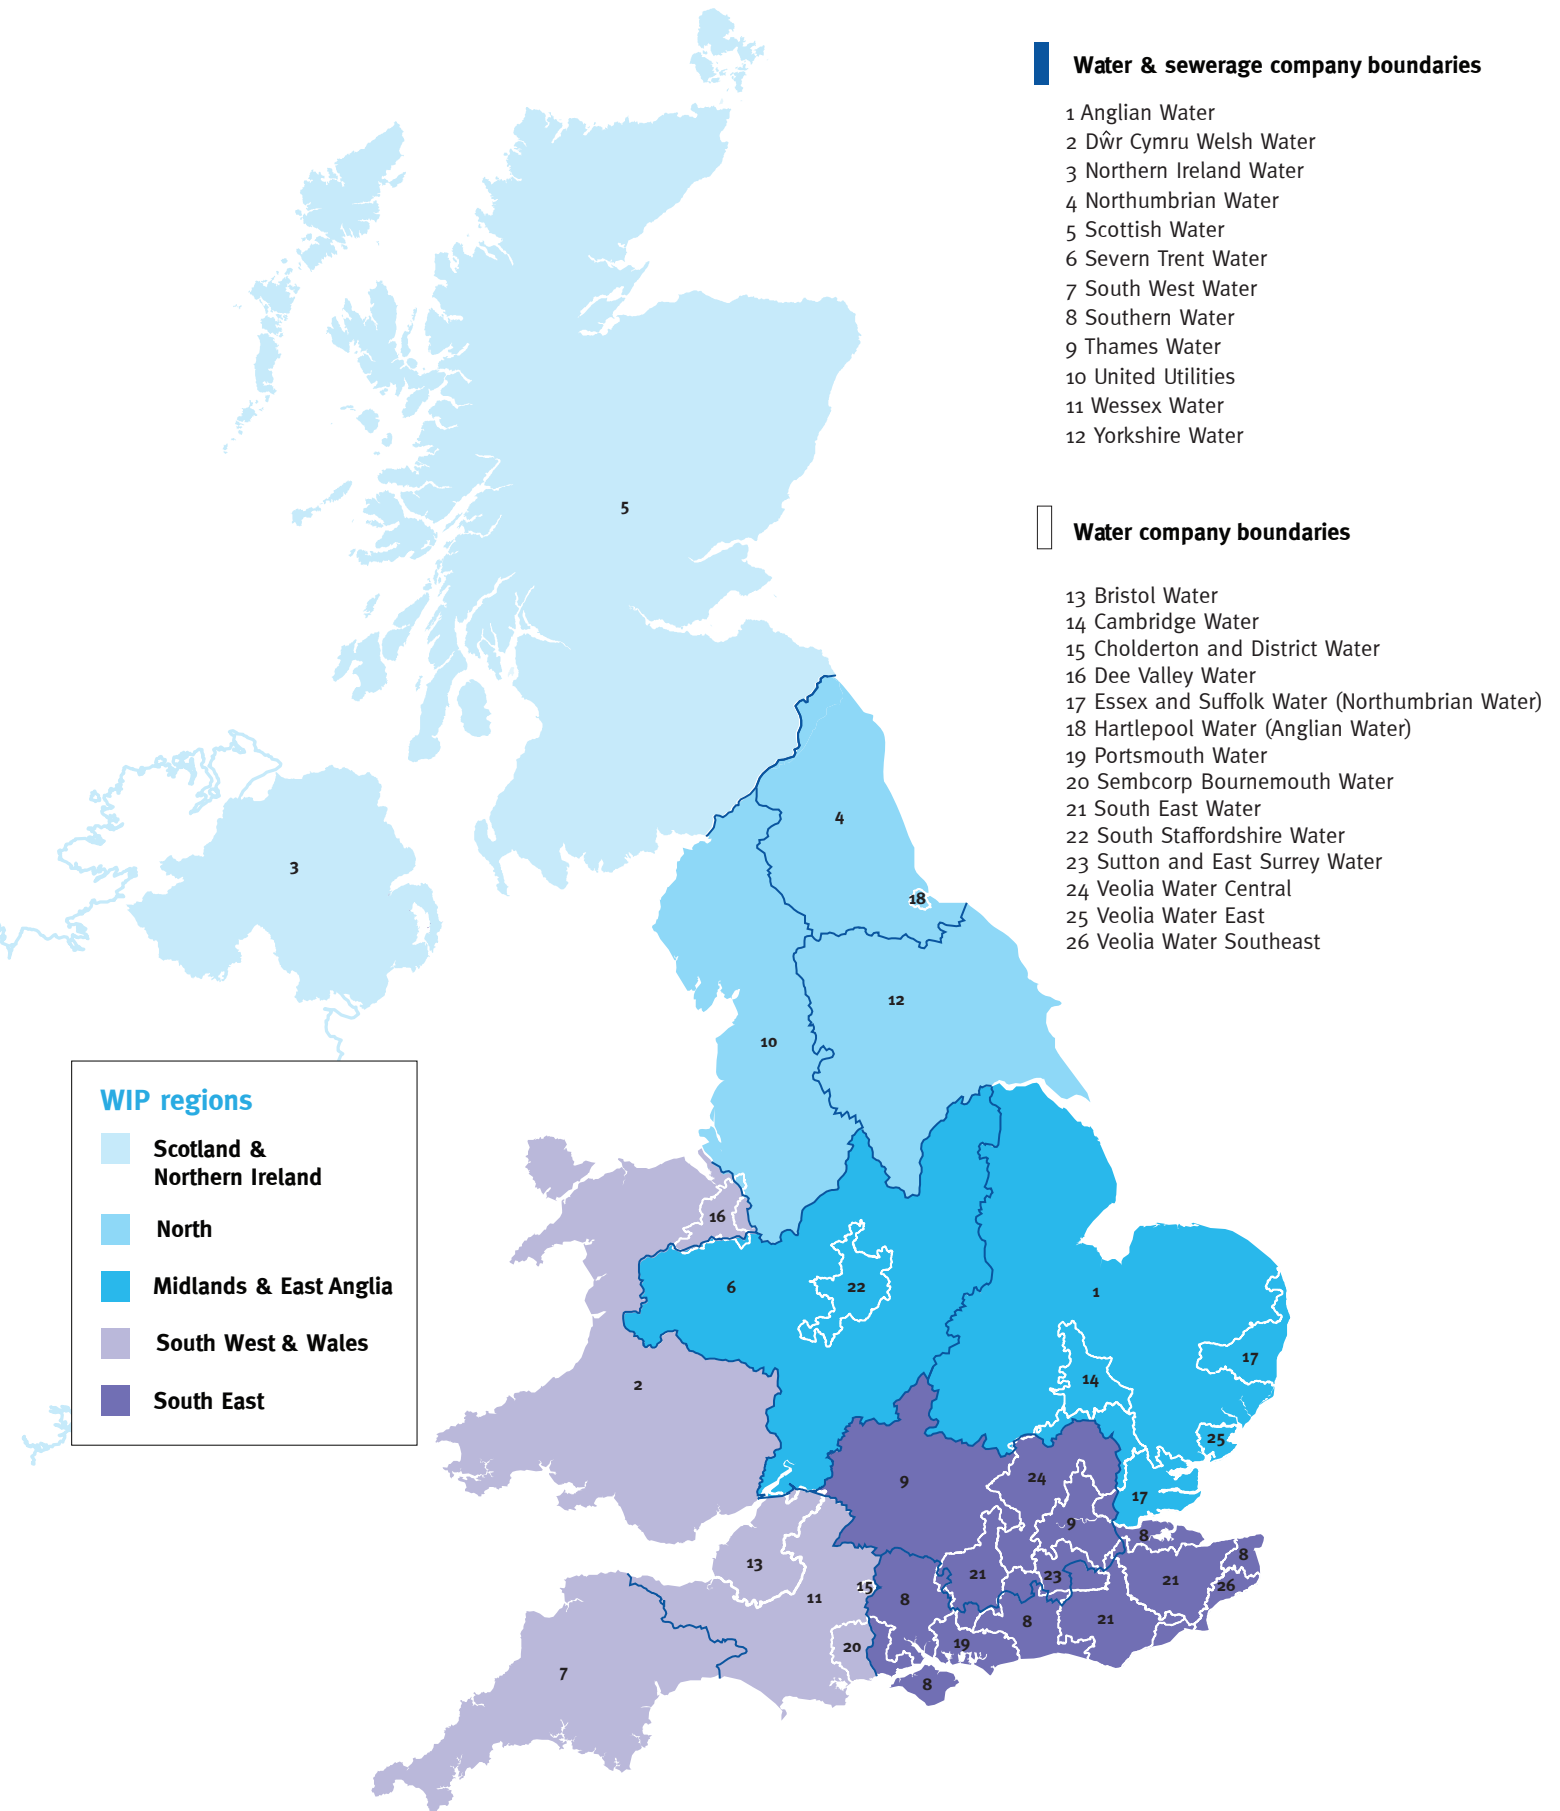 Water & sewerage company boundaries
1 Anglian Water
2 Dŵr Cymru Welsh Water
3 Northern Ireland Water
4 Northumbrian Water
5 Scottish Water
6 Severn Trent Water
7 South West Water
8 Southern Water
9 Thames Water
10 United Utilities
11 Wessex Water
12 Yorkshire Water
Water company boundaries
13 Bristol Water
14 Cambridge Water
15 Cholderton and District Water
16 Dee Valley Water
17 Essex and Suffolk Water (Northumbrian Water)
18 Hartlepool Water (Anglian Water)
19 Portsmouth Water
20 Sembcorp Bournemouth Water
21 South East Water
22 South Staffordshire Water
23 Sutton and East Surrey Water
24 Veolia Water Central
25 Veolia Water East
26 Veolia Water Southeast
5
4
3
18
12
10
16
6
22
1
17
2
14
25
9
24
17
9
8
13
8
15
21
23
21
26
11
8
8
21
20
19
7
8
WIP regions
Scotland &
Northern Ireland
North
Midlands & East Anglia
South West & Wales
South East